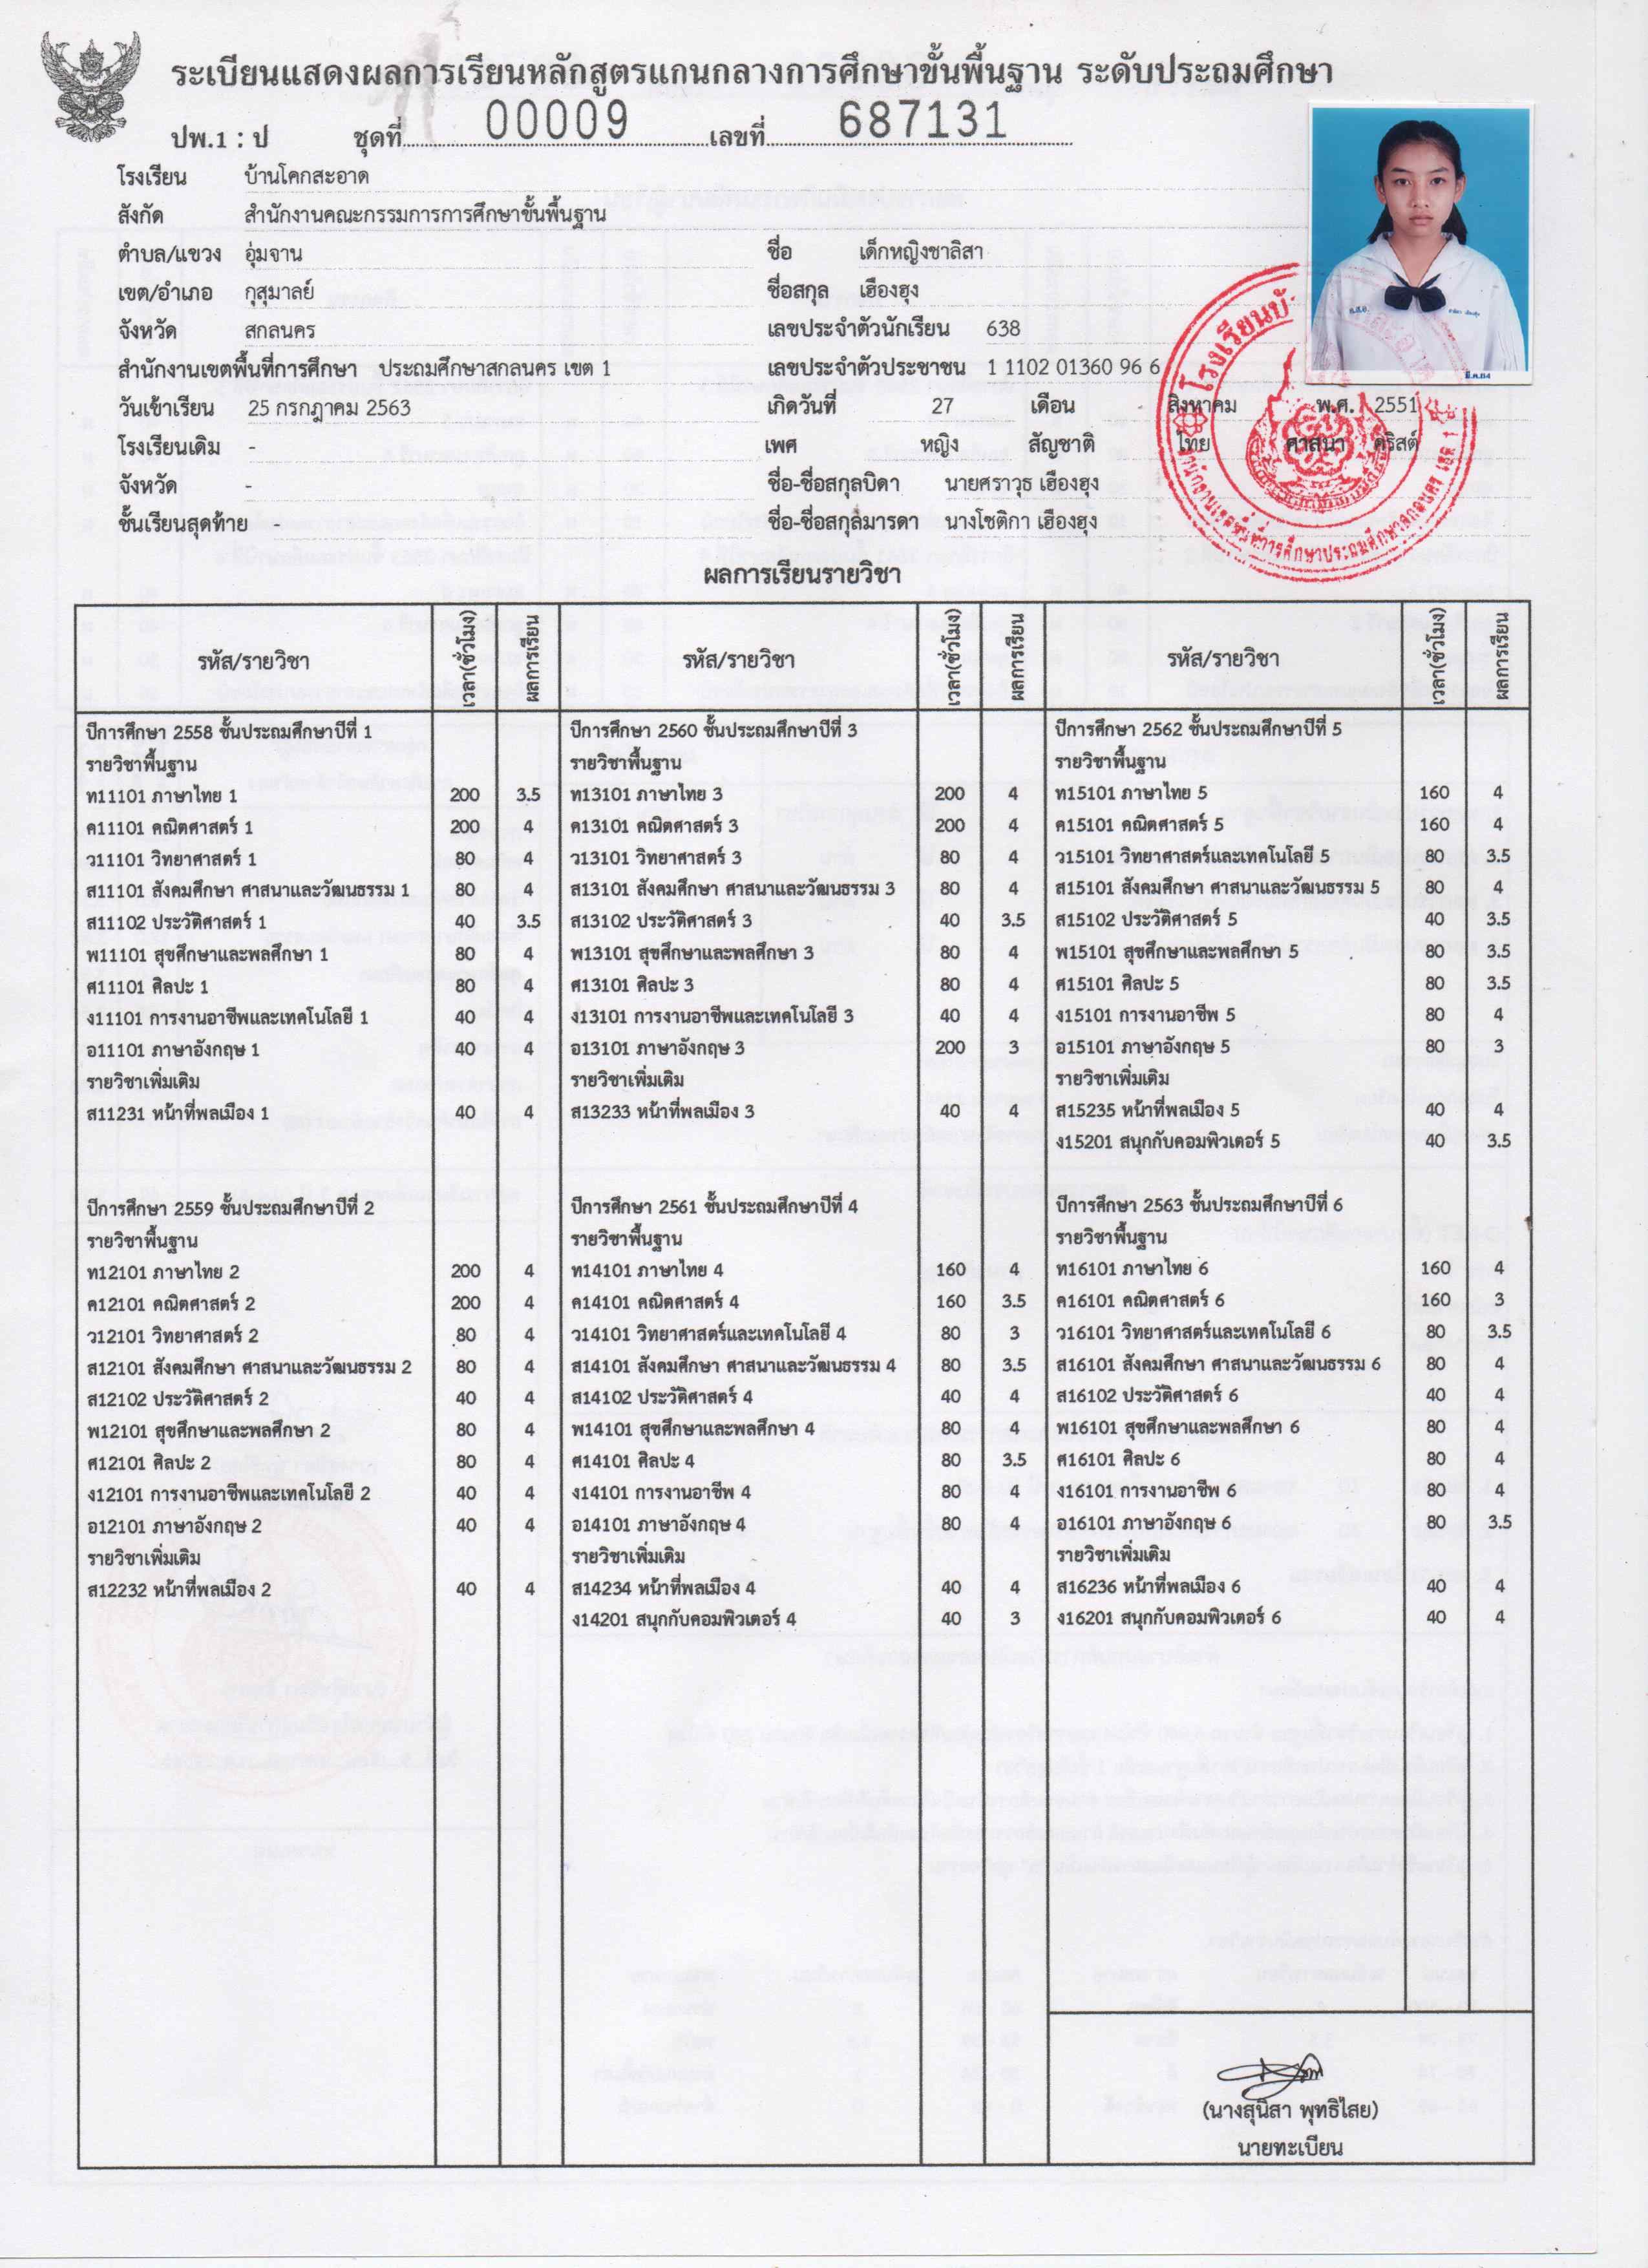 ระเบียนแสดงผลการเรียนหลักสูตรแกนกลางการศึกษาขั้นพื้นฐาน ระดับประถมศึกษา
ปพ.1 : ป ชุดที่ 00009 เลขที่ 687131
โรงเรียน บ้านโคกสะอาด
สังกัด สำนักงานคณะกรรมการการศึกษาขั้นพื้นฐาน
ตำบล/แขวง อุ่มจาน ชื่อ เด็กหญิงชาลิสา
เขต/อำเภอ กุสุมาลย์ ชื่อสกุล เฮืองฮุง
จังหวัด สกลนคร เลขประจำตัวนักเรียน 638
สำนักงานเขตพื้นที่การศึกษา ประถมศึกษาสกลนคร เขต 1 เลขประจำตัวประชาชน 1 1102 01360 96 6
วันเข้าเรียน 25 กรกฎาคม 2563 เกิดวันที่ 27 เดือน สิงหาคม พ.ศ. 2551
โรงเรียนเดิม - เพศ หญิง สัญชาติ ไทย ศาสนา คริสต์
จังหวัด - ชื่อ-ชื่อสกุลบิดา นายศราวุธ เฮืองฮุง
ชั้นเรียนสุดท้าย - ชื่อ-ชื่อสกุลมารดา นางโชติกา เฮืองฮุง
ผลการเรียนรายวิชา
รหัส/รายวิชา เวลา(ชั่วโมง) ผลการเรียน รหัส/รายวิชา เวลา(ชั่วโมง) ผลการเรียน รหัส/รายวิชา เวลา(ชั่วโมง) ผลการเรียน
ปีการศึกษา 2558 ชั้นประถมศึกษาปีที่ 1
รายวิชาพื้นฐาน
ท11101 ภาษาไทย 1 200 3.5
ค11101 คณิตศาสตร์ 1 200 4
ว11101 วิทยาศาสตร์ 1 80 4
ส11101 สังคมศึกษา ศาสนาและวัฒนธรรม 1 80 4
ส11102 ประวัติศาสตร์ 1 40 3.5
พ11101 สุขศึกษาและพลศึกษา 1 80 4
ศ11101 ศิลปะ 1 80 4
ง11101 การงานอาชีพและเทคโนโลยี 1 40 4
อ11101 ภาษาอังกฤษ 1 40 4
รายวิชาเพิ่มเติม
ส11231 หน้าที่พลเมือง 1 40 4
ปีการศึกษา 2559 ชั้นประถมศึกษาปีที่ 2
รายวิชาพื้นฐาน
ท12101 ภาษาไทย 2 200 4
ค12101 คณิตศาสตร์ 2 200 4
ว12101 วิทยาศาสตร์ 2 80 4
ส12101 สังคมศึกษา ศาสนาและวัฒนธรรม 2 80 4
ส12102 ประวัติศาสตร์ 2 40 4
พ12101 สุขศึกษาและพลศึกษา 2 80 4
ศ12101 ศิลปะ 2 80 4
ง12101 การงานอาชีพและเทคโนโลยี 2 40 4
อ12101 ภาษาอังกฤษ 2 40 4
รายวิชาเพิ่มเติม
ส12232 หน้าที่พลเมือง 2 40 4
ปีการศึกษา 2560 ชั้นประถมศึกษาปีที่ 3
รายวิชาพื้นฐาน
ท13101 ภาษาไทย 3 200 4
ค13101 คณิตศาสตร์ 3 200 4
ว13101 วิทยาศาสตร์ 3 80 4
ส13101 สังคมศึกษา ศาสนาและวัฒนธรรม 3 80 4
ส13102 ประวัติศาสตร์ 3 40 3.5
พ13101 สุขศึกษาและพลศึกษา 3 80 4
ศ13101 ศิลปะ 3 80 4
ง13101 การงานอาชีพและเทคโนโลยี 3 40 4
อ13101 ภาษาอังกฤษ 3 200 3
รายวิชาเพิ่มเติม
ส13233 หน้าที่พลเมือง 3 40 4
ปีการศึกษา 2561 ชั้นประถมศึกษาปีที่ 4
รายวิชาพื้นฐาน
ท14101 ภาษาไทย 4 160 4
ค14101 คณิตศาสตร์ 4 160 3.5
ว14101 วิทยาศาสตร์และเทคโนโลยี 4 80 3
ส14101 สังคมศึกษา ศาสนาและวัฒนธรรม 4 80 3.5
ส14102 ประวัติศาสตร์ 4 40 4
พ14101 สุขศึกษาและพลศึกษา 4 80 4
ศ14101 ศิลปะ 4 80 3.5
ง14101 การงานอาชีพ 4 80 4
อ14101 ภาษาอังกฤษ 4 80 4
รายวิชาเพิ่มเติม
ส14234 หน้าที่พลเมือง 4 40 4
ง14201 สนุกกับคอมพิวเตอร์ 4 40 3
ปีการศึกษา 2562 ชั้นประถมศึกษาปีที่ 5
รายวิชาพื้นฐาน
ท15101 ภาษาไทย 5 160 4
ค15101 คณิตศาสตร์ 5 160 4
ว15101 วิทยาศาสตร์และเทคโนโลยี 5 80 3.5
ส15101 สังคมศึกษา ศาสนาและวัฒนธรรม 5 80 4
ส15102 ประวัติศาสตร์ 5 40 3.5
พ15101 สุขศึกษาและพลศึกษา 5 80 3.5
ศ15101 ศิลปะ 5 80 3.5
ง15101 การงานอาชีพ 5 80 4
อ15101 ภาษาอังกฤษ 5 80 3
รายวิชาเพิ่มเติม
ส15235 หน้าที่พลเมือง 5 40 4
ง15201 สนุกกับคอมพิวเตอร์ 5 40 3.5
ปีการศึกษา 2563 ชั้นประถมศึกษาปีที่ 6
รายวิชาพื้นฐาน
ท16101 ภาษาไทย 6 160 4
ค16101 คณิตศาสตร์ 6 160 3
ว16101 วิทยาศาสตร์และเทคโนโลยี 6 80 3.5
ส16101 สังคมศึกษา ศาสนาและวัฒนธรรม 6 80 4
ส16102 ประวัติศาสตร์ 6 40 4
พ16101 สุขศึกษาและพลศึกษา 6 80 4
ศ16101 ศิลปะ 6 80 4
ง16101 การงานอาชีพ 6 80 4
อ16101 ภาษาอังกฤษ 6 80 3.5
รายวิชาเพิ่มเติม
ส16236 หน้าที่พลเมือง 6 40 4
ง16201 สนุกกับคอมพิวเตอร์ 6 40 4
(นางสุนิสา พุทธิไสย)
นายทะเบียน